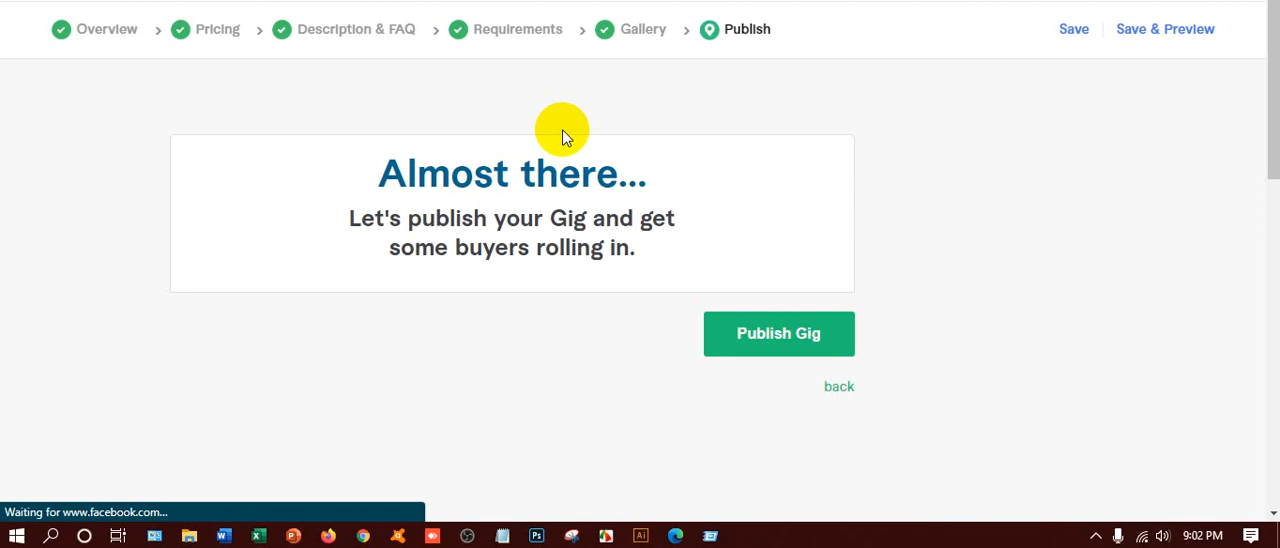 Overview > Pricing > Description & FAQ > Requirements > Gallery > Publish Save Save & Preview
Almost there...
Let's publish your Gig and get
some buyers rolling in.
Publish Gig
back
Waiting for www.facebook.com...
9:02 PM